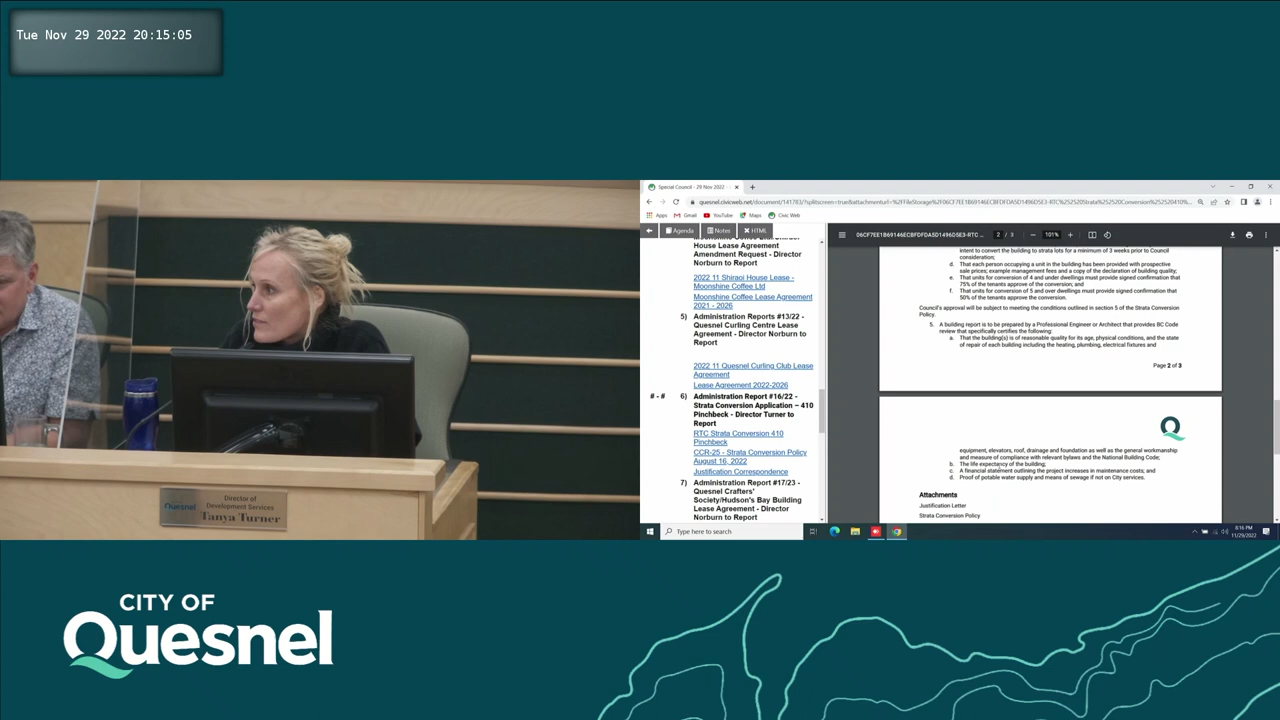 Tue Nov 29 2022 20:15:05
Director of
Development Services
Quesnel
Tanya Turner
CITY OF
Quesnel
Special Council - 29 Nov 2022
Apps
Gmail
YouTube
Maps
Civic Web
Agenda
Notes
HTML
House Lease Agreement
Amendment Request - Director
Norburn to Report
2022 11 Shiraoi House Lease -
Moonshine Coffee Ltd
Moonshine Coffee Lease Agreement
2021 - 2026
5) Administration Reports #13/22 -
Quesnel Curling Centre Lease
Agreement - Director Norburn to
Report
2022 11 Quesnel Curling Club Lease
Agreement
Lease Agreement 2022-2026
# - # 6) Administration Report #16/22 -
Strata Conversion Application – 410
Pinchbeck - Director Turner to
Report
RTC Strata Conversion 410
Pinchbeck
CCR-25 - Strata Conversion Policy
August 16, 2022
Justification Correspondence
7) Administration Report #17/23 -
Quesnel Crafters'
Society/Hudson's Bay Building
Lease Agreement - Director
Norburn to Report
2 / 3
101%
intent to convert the building to strata lots for a minimum of 3 weeks prior to Council
consideration;
d. That each person occupying a unit in the building has been provided with prospective
sale prices; example management fees and a copy of the declaration of building quality;
e. That units for conversion of 4 and under dwellings must provide signed confirmation that
75% of the tenants approve of the conversion; and
f. That units for conversion of 5 and over dwellings must provide signed confirmation that
50% of the tenants approve the conversion.
Council's approval will be subject to meeting the conditions outlined in section 5 of the Strata Conversion
Policy.
5. A building report is to be prepared by a Professional Engineer or Architect that provides BC Code
review that specifically certifies the following:
a. That the building(s) is of reasonable quality for its age, physical conditions, and the state
of repair of each building including the heating, plumbing, electrical fixtures and
Page 2 of 3
equipment, elevators, roof, drainage and foundation as well as the general workmanship
and measure of compliance with relevant bylaws and the National Building Code;
b. The life expectancy of the building;
c. A financial statement outlining the project increases in maintenance costs; and
d. Proof of potable water supply and means of sewage if not on City services.
Attachments
Justification Letter
Strata Conversion Policy
Type here to search
8:16 PM
11/29/2022